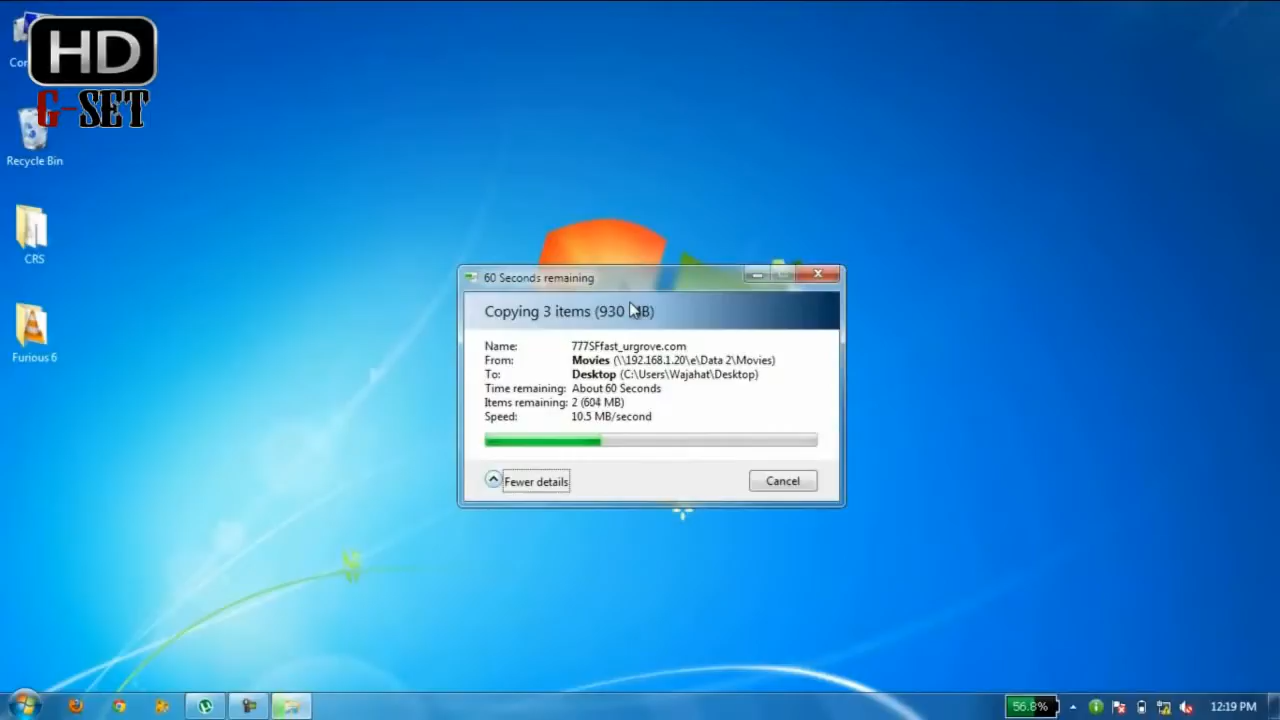 HD
G-SET
Recycle Bin
CRS
Furious 6
60 Seconds remaining
Copying 3 items (930 MB)
Name: 777SFfast_urgrove.com
From: Movies (\\192.168.1.20\e\Data 2\Movies)
To: Desktop (C:\Users\Wajahat\Desktop)
Time remaining: About 60 Seconds
Items remaining: 2 (604 MB)
Speed: 10.5 MB/second
Fewer details
Cancel
56.8%
12:19 PM